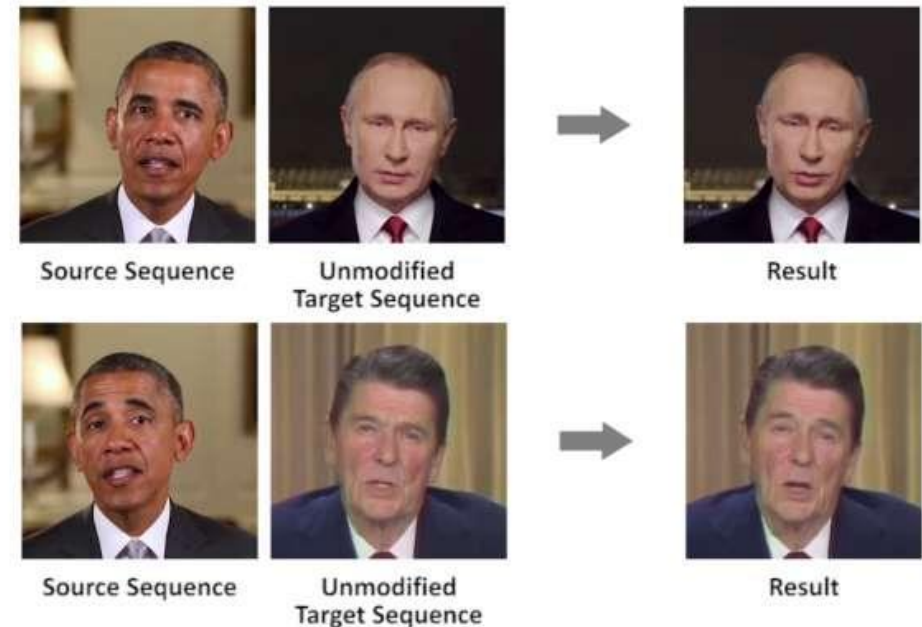 Source Sequence
Unmodified
Target Sequence
Result
Source Sequence
Unmodified
Target Sequence
Result